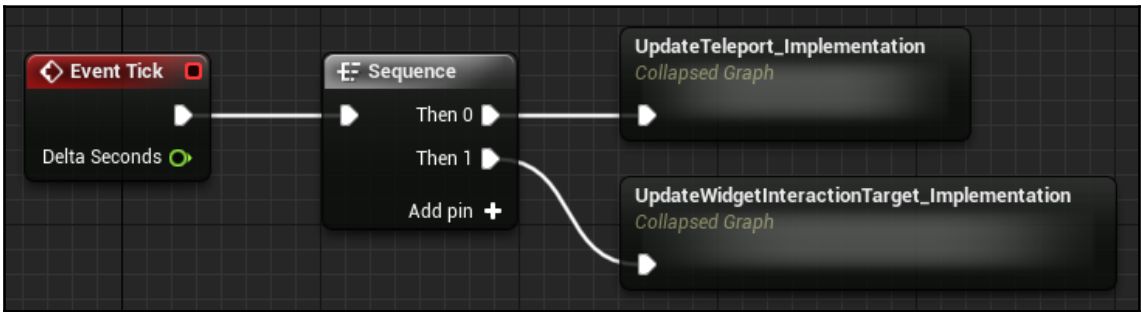 Event Tick
Delta Seconds
Sequence
Then 0
Then 1
Add pin
UpdateTeleport_Implementation
Collapsed Graph
UpdateWidgetInteractionTarget_Implementation
Collapsed Graph